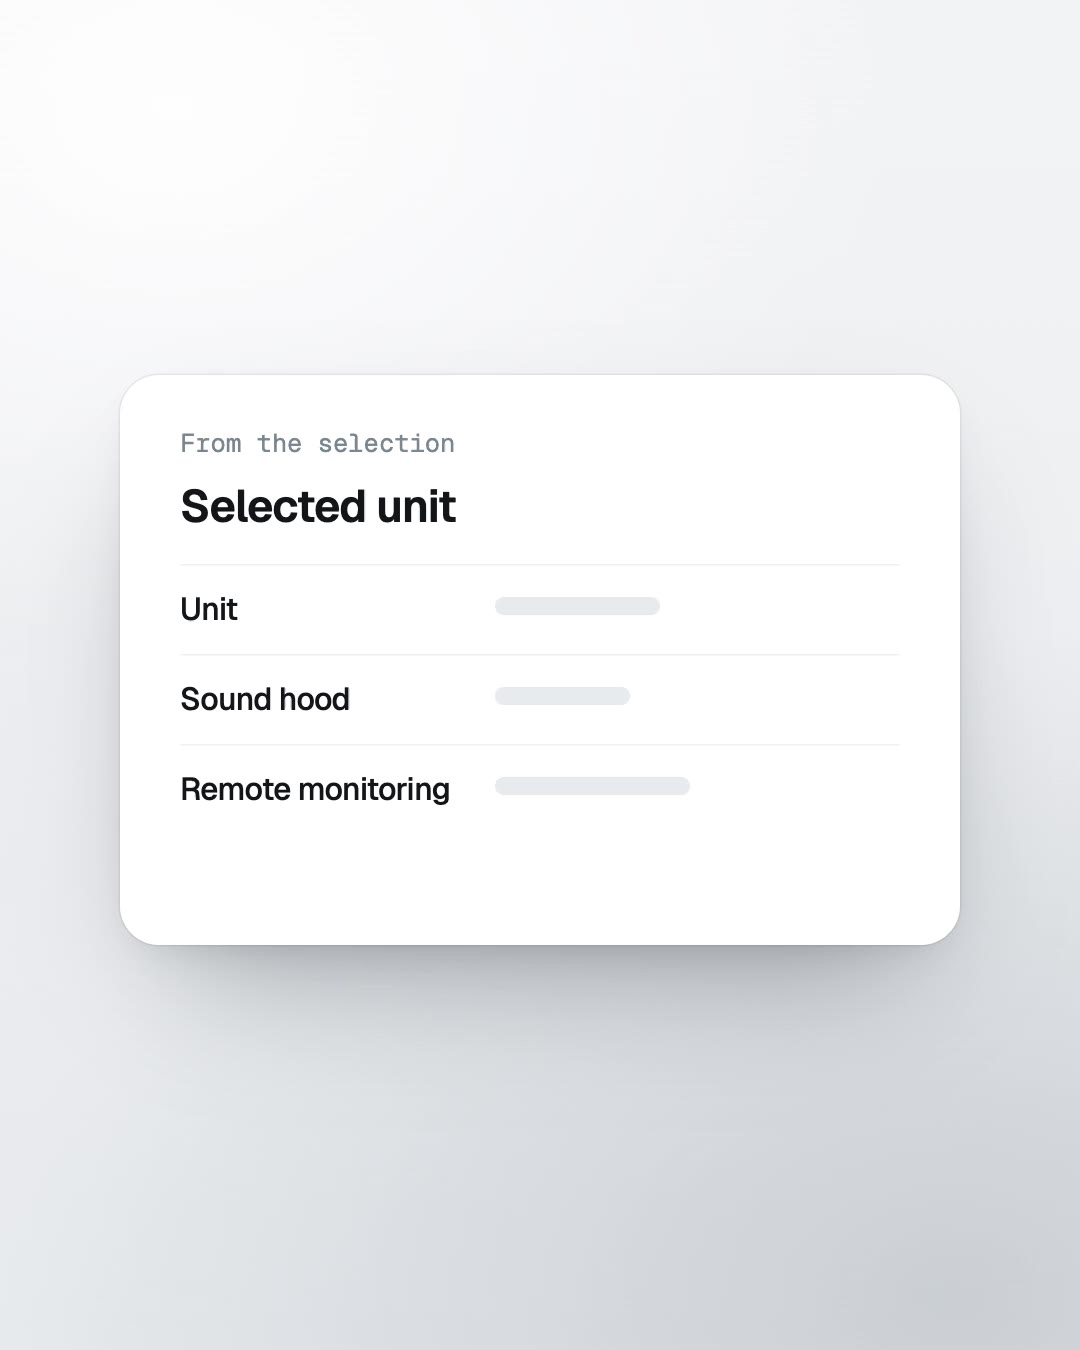 From the selection
Selected unit
Unit
Sound hood
Remote monitoring